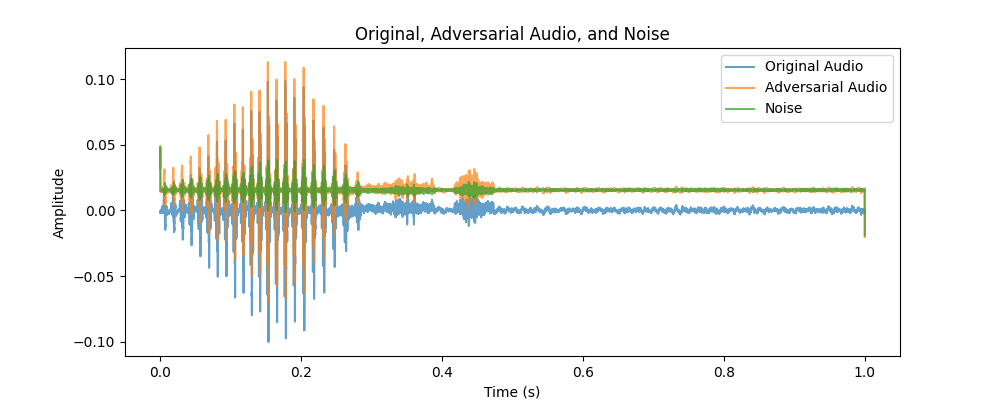 Original, Adversarial Audio, and Noise
Original Audio
Adversarial Audio
Noise
Amplitude
0.10
0.05
0.00
−0.05
−0.10
0.0
0.2
0.4
0.6
0.8
1.0
Time (s)